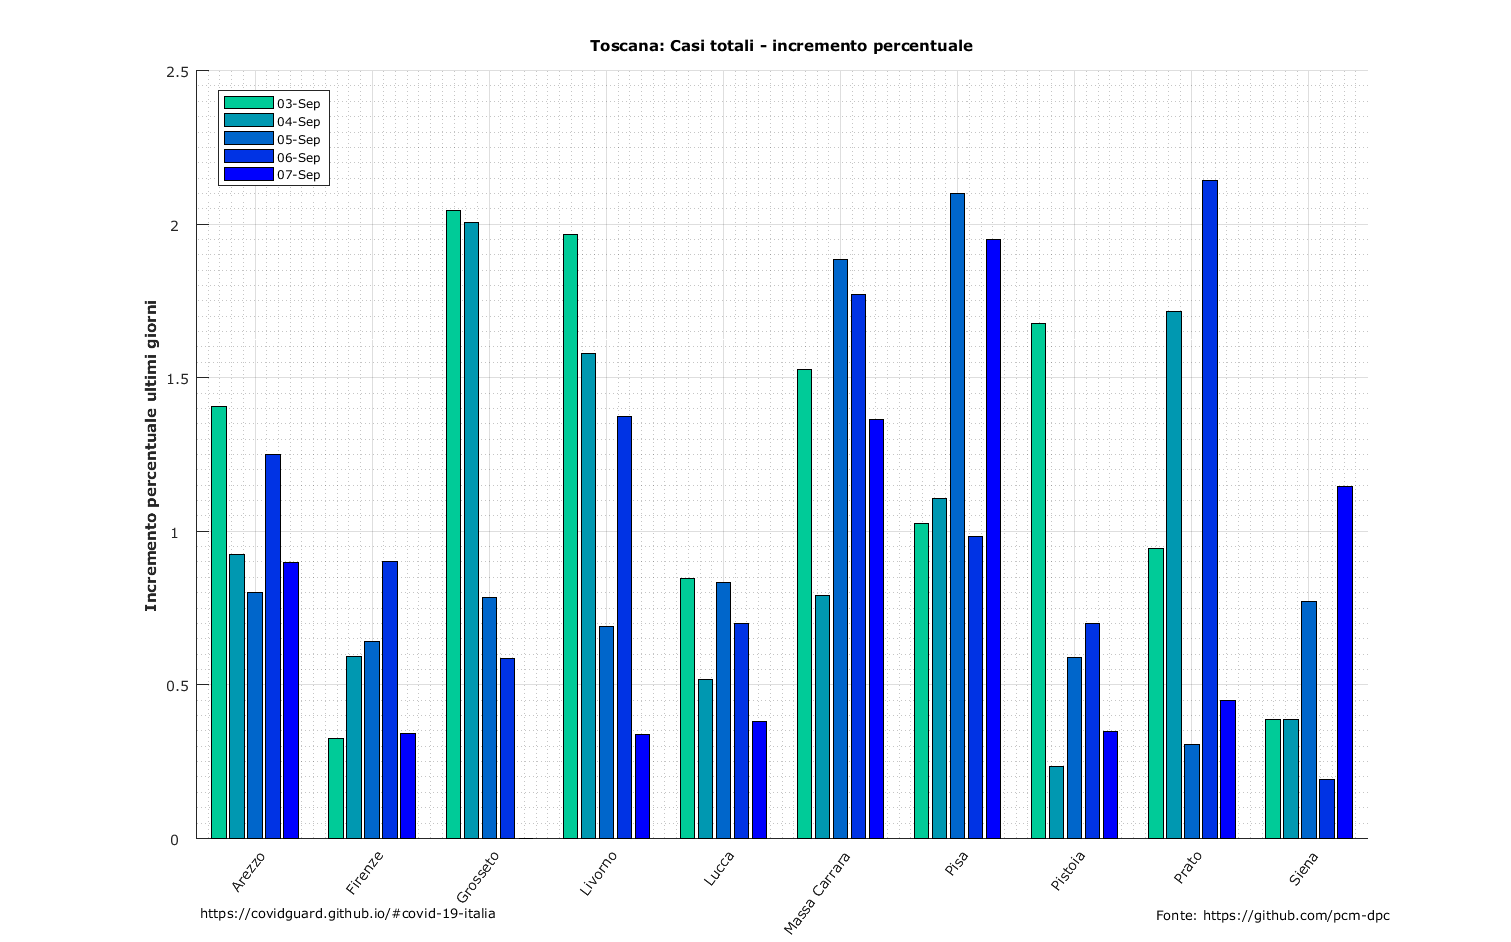 Toscana: Casi totali - incremento percentuale
2.5
2
1.5
1
0.5
0
Incremento percentuale ultimi giorni
03-Sep
04-Sep
05-Sep
06-Sep
07-Sep
Arezzo
Firenze
Grosseto
Livorno
Lucca
Massa Carrara
Pisa
Pistoia
Prato
Siena
https://covidguard.github.io/#covid-19-italia
Fonte: https://github.com/pcm-dpc